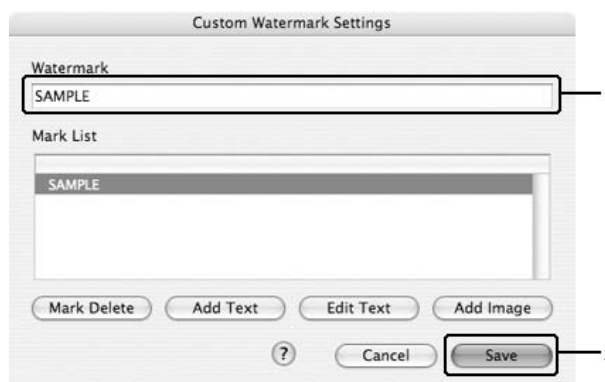 Custom Watermark Settings
Watermark
SAMPLE
Mark List
SAMPLE
Mark Delete Add Text Edit Text Add Image
? Cancel Save